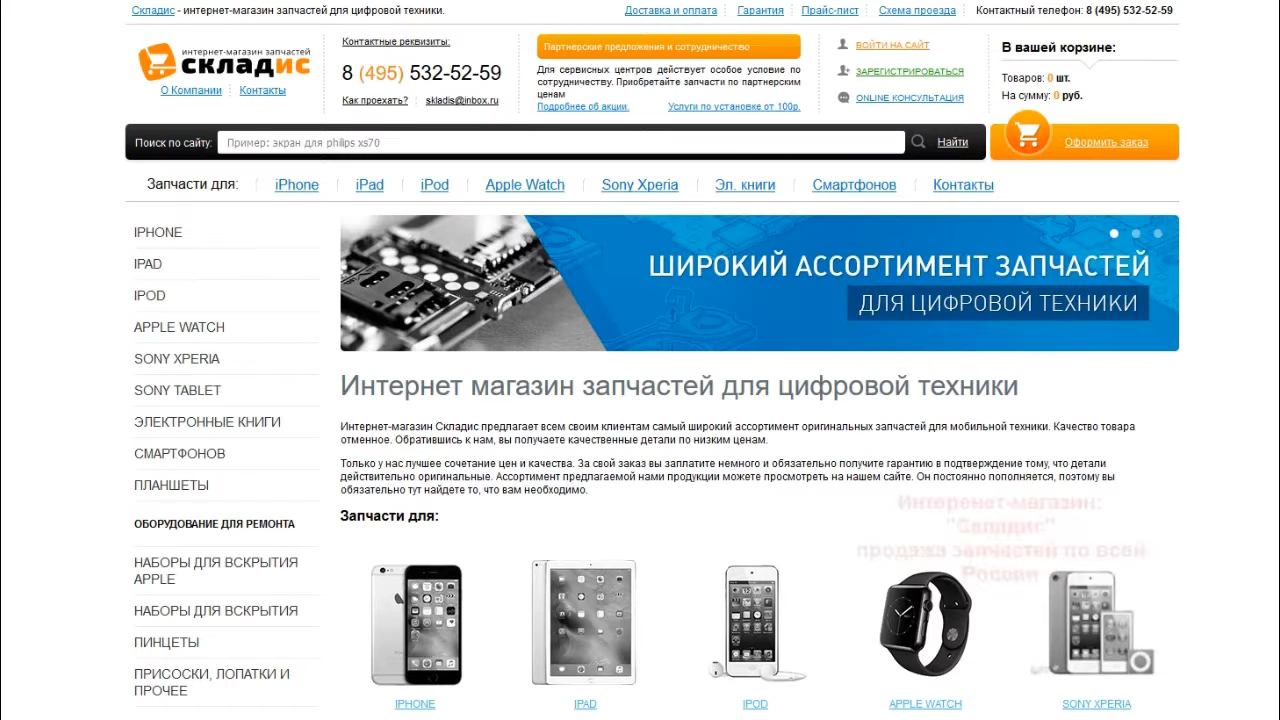 Складис - интернет-магазин запчастей для цифровой техники.
Доставка и оплата Гарантия Прайс-лист Схема проезда Контактный телефон: 8 (495) 532-52-59
интернет-магазин запчастей
складис
О Компании Контакты
Контактные реквизиты:
8 (495) 532-52-59
Как проехать? skladis@inbox.ru
Партнерские предложения и сотрудничество
Для сервисных центров действует особое условие по
сотрудничеству. Приобретайте запчасти по партнерским
ценам
Подробнее об акции. Услуги по установке от 100р.
ВОЙТИ НА САЙТ
ЗАРЕГИСТРИРОВАТЬСЯ
ONLINE КОНСУЛЬТАЦИЯ
В вашей корзине:
Товаров: 0 шт.
На сумму: 0 руб.
Поиск по сайту: Пример: экран для philips xs70 Найти
Оформить заказ
Запчасти для: iPhone iPad iPod Apple Watch Sony Xperia Эл. книги Смартфонов Контакты
IPHONE
IPAD
IPOD
APPLE WATCH
SONY XPERIA
SONY TABLET
ЭЛЕКТРОННЫЕ КНИГИ
СМАРТФОНОВ
ПЛАНШЕТЫ
ОБОРУДОВАНИЕ ДЛЯ РЕМОНТА
НАБОРЫ ДЛЯ ВСКРЫТИЯ
APPLE
НАБОРЫ ДЛЯ ВСКРЫТИЯ
ПИНЦЕТЫ
ПРИСОСКИ, ЛОПАТКИ И
ПРОЧЕЕ
ШИРОКИЙ АССОРТИМЕНТ ЗАПЧАСТЕЙ
ДЛЯ ЦИФРОВОЙ ТЕХНИКИ
Интернет магазин запчастей для цифровой техники
Интернет-магазин Складис предлагает всем своим клиентам самый широкий ассортимент оригинальных запчастей для мобильной техники. Качество товара
отменное. Обратившись к нам, вы получаете качественные детали по низким ценам.
Только у нас лучшее сочетание цен и качества. За свой заказ вы заплатите немного и обязательно получите гарантию в подтверждение тому, что детали
действительно оригинальные. Ассортимент предлагаемой нами продукции можете просмотреть на нашем сайте. Он постоянно пополняется, поэтому вы
обязательно тут найдете то, что вам необходимо.
Запчасти для:
магазин:
продажа запчастей по всей
России
IPHONE IPAD IPOD APPLE WATCH SONY XPERIA